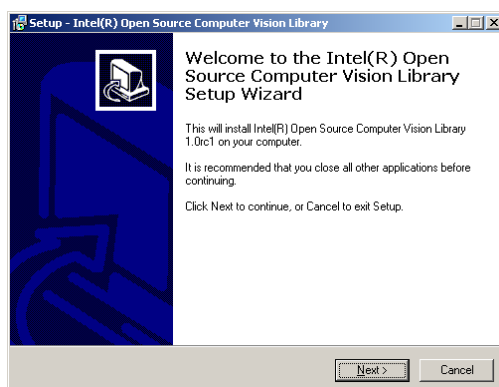 Setup - Intel(R) Open Source Computer Vision Library
Welcome to the Intel(R) Open
Source Computer Vision Library
Setup Wizard
This will install Intel(R) Open Source Computer Vision Library
1.0rc1 on your computer.
It is recommended that you close all other applications before
continuing.
Click Next to continue, or Cancel to exit Setup.
Next >
Cancel